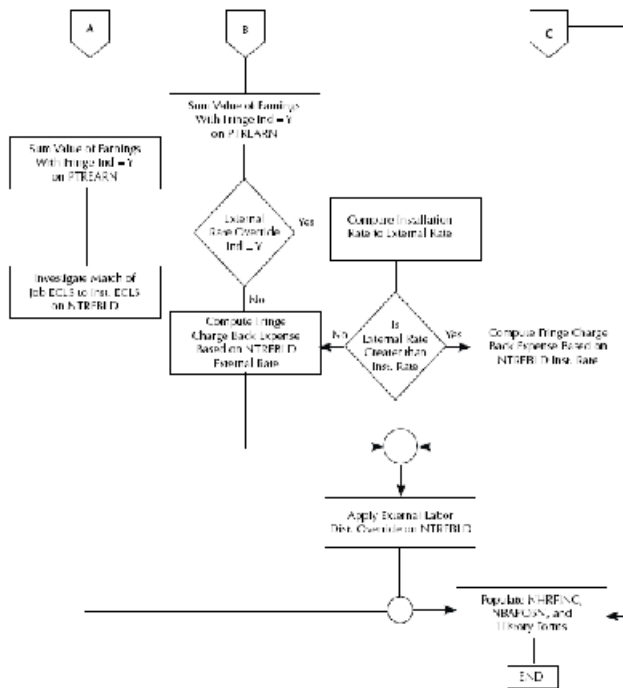 A
B
C
Sum Value of Earnings
With Fringe Ind = Y
on PTREARN
Sum Value of Earnings
With Fringe Ind = Y
on PTREARN
External
Rate Override
Ind = Y
Yes
Compare Installation
Rate to External Rate
Investigate Match of
Job ECLS to Inst. ECLS
on NTRFBLD
No
Compute Fringe
Charge Back Expense
Based on NTRFBLD
External Rate
No
Is
External Rate
Greater than
Inst. Rate
Yes
Compute Fringe Charge
Back Expense Based on
NTRFBLD Inst. Rate
Apply External Labor
Dist. Override on NTRFBLD
Populate NHRFINC,
NBAPOSN, and
History Forms
END